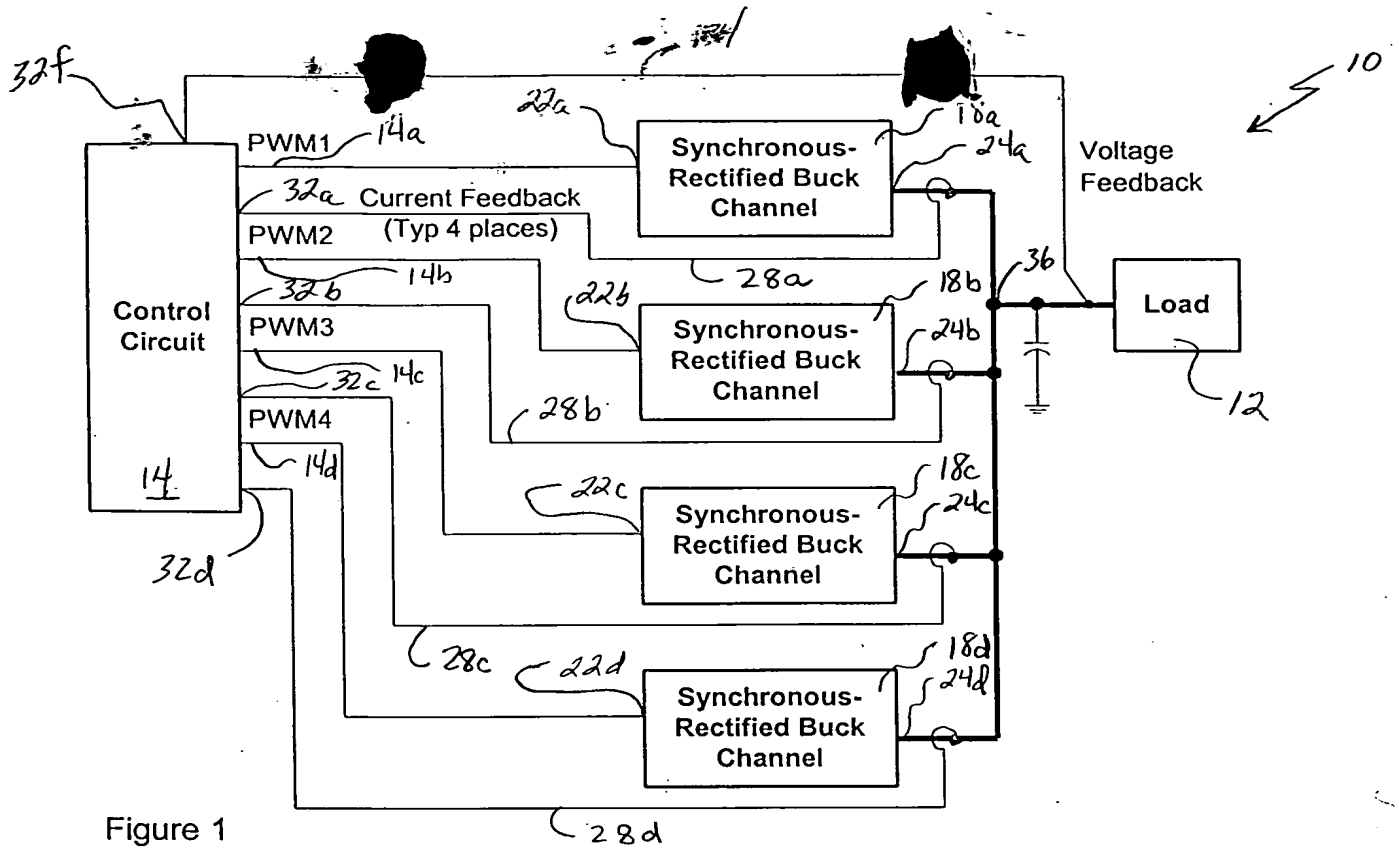 32f
10
22a
18a
PWM1
14a
24a
Synchronous-
Rectified Buck
Channel
Voltage
Feedback
32a
Current Feedback
(Typ 4 places)
PWM2
14b
28a
18b
36
32b
22b
Control
Circuit
Load
Synchronous-
Rectified Buck
Channel
24b
PWM3
14c
32c
28b
12
PWM4
14d
14
22c
18c
24c
Synchronous-
Rectified Buck
Channel
32d
28c
22d
18d
24d
Synchronous-
Rectified Buck
Channel
Figure 1
28d